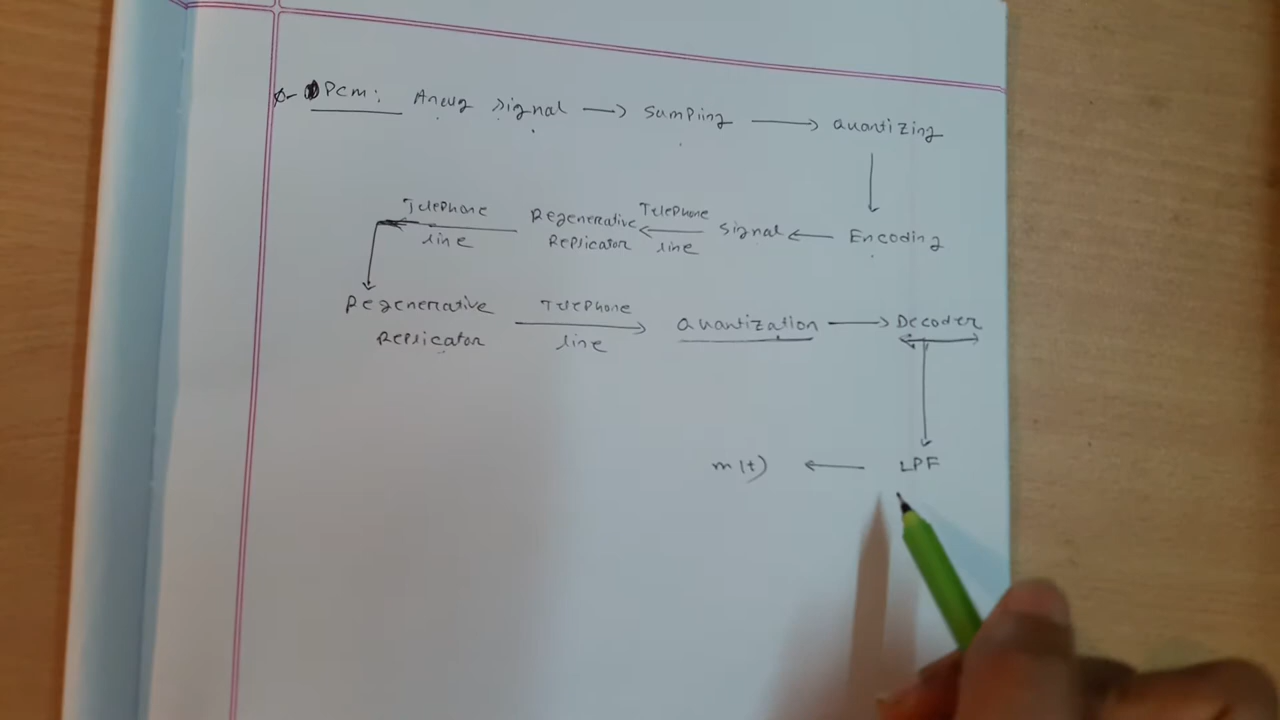 PCM: Analog signal → Sampling → Quantizing
Telephone line ← Regenerative Replicator ← Telephone line signal ← Encoding
Regenerative Replicator Telephone line → Quantization → Decoder
m(t) ← LPF